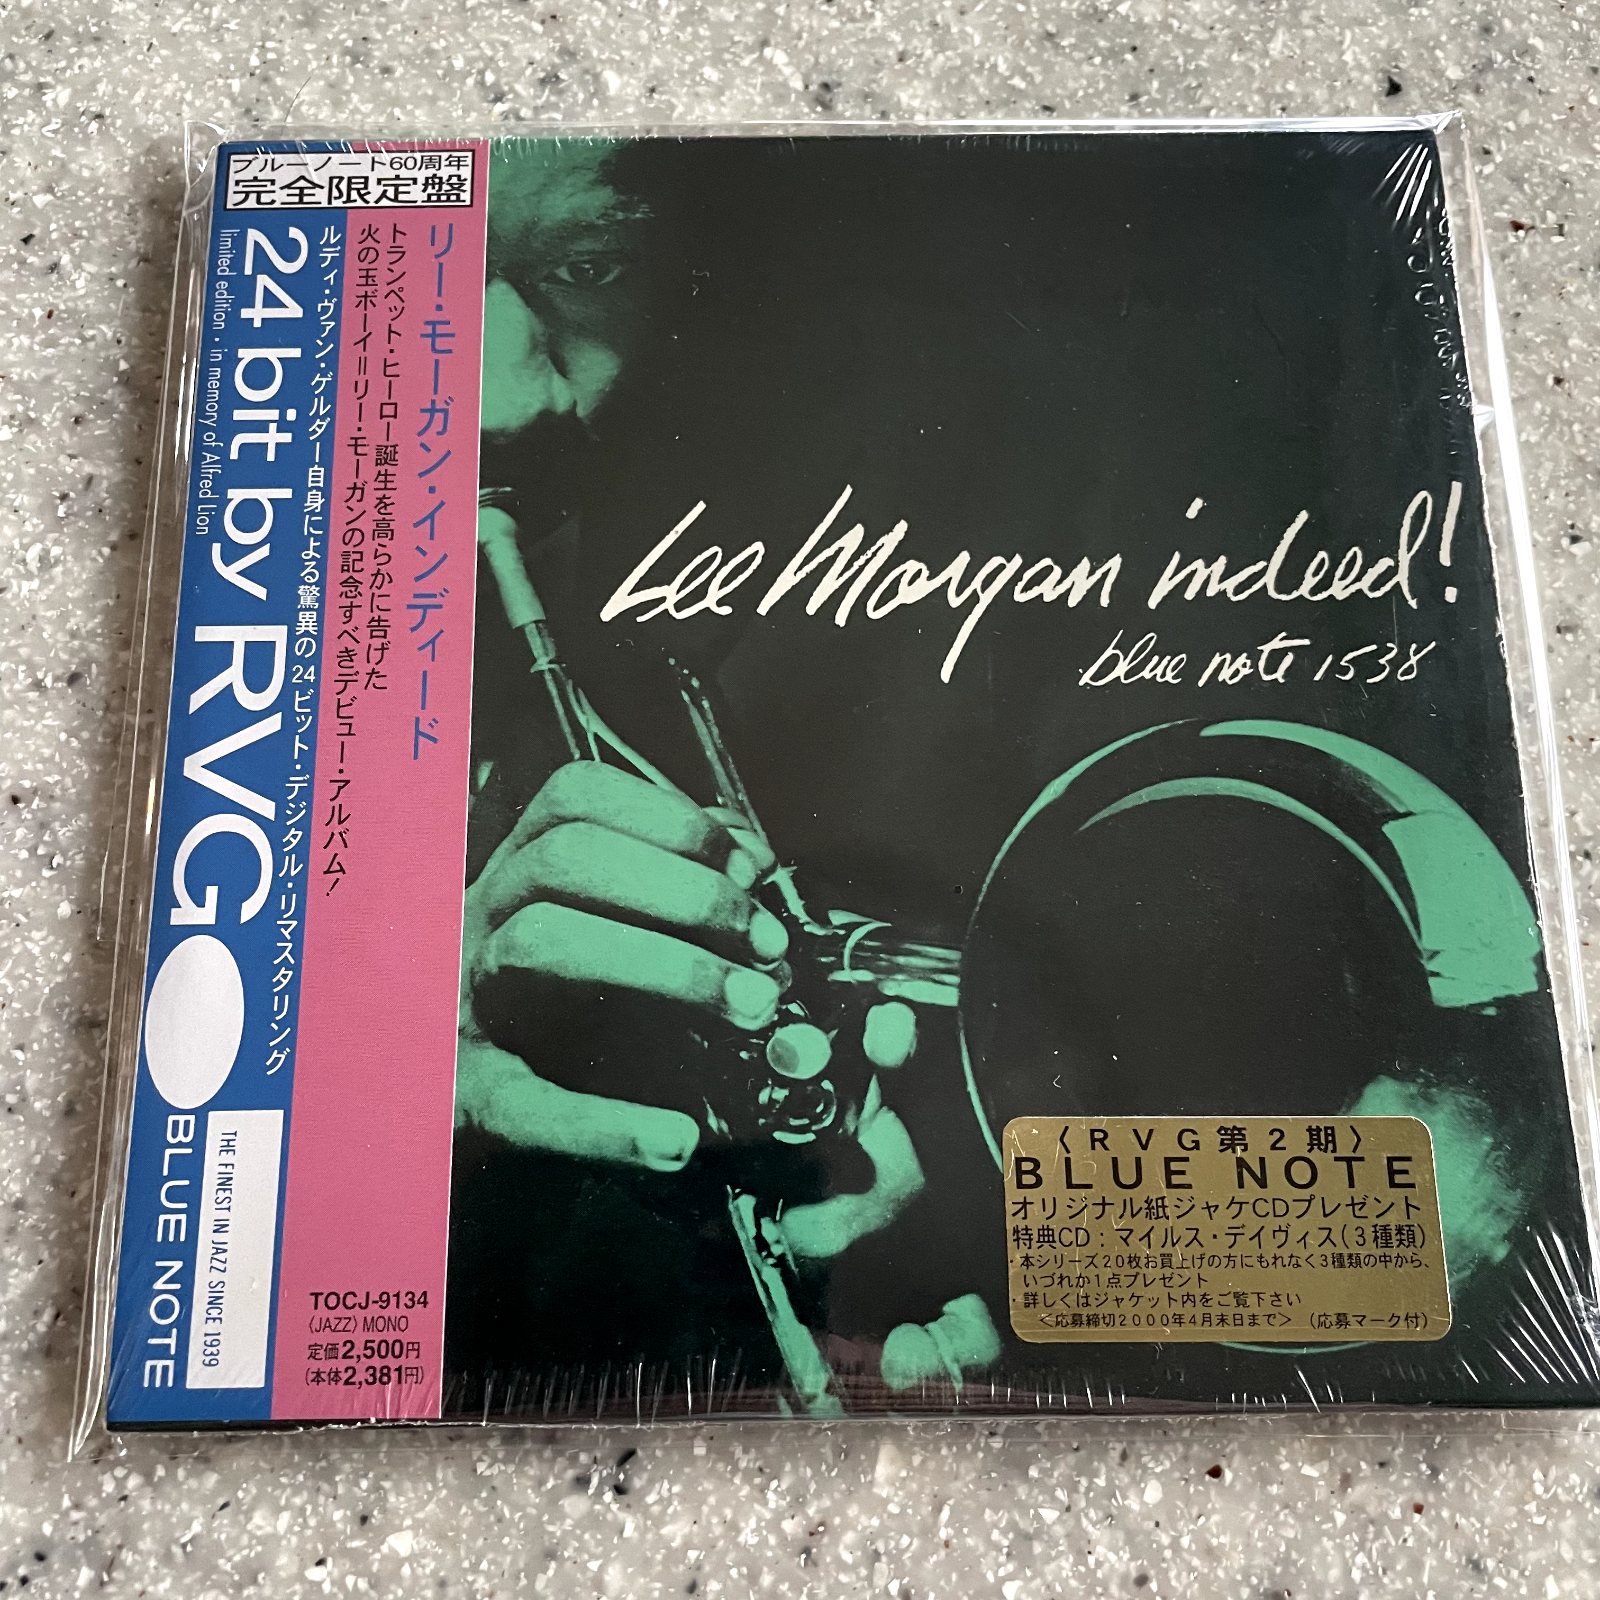 ブルーノート60周年
完全限定盤
リー・モーガン・インディード
トランペット・ヒーロー誕生を高らかに告げた
火の玉ボーイ=リー・モーガンの記念すべきデビュー・アルバム!
ルディ・ヴァン・ゲルダー自身による驚異の24ビット・デジタル・リマスタリング
24 bit by RVG
limited edition · in memory of Alfred Lion
BLUE NOTE
THE FINEST IN JAZZ SINCE 1939
TOCJ-9134
〈JAZZ〉MONO
定価2,500円
(本体2,381円)
Lee Morgan indeed!
blue note 1538
〈RVG第2期〉
BLUE NOTE
オリジナル紙ジャケCDプレゼント
特典CD:マイルス・デイヴィス(3種類)
・本シリーズ20枚お買上げの方にもれなく3種類の中から、
いづれか1点プレゼント
・詳しくはジャケット内をご覧下さい
<応募締切2000年4月末日まで> (応募マーク付)